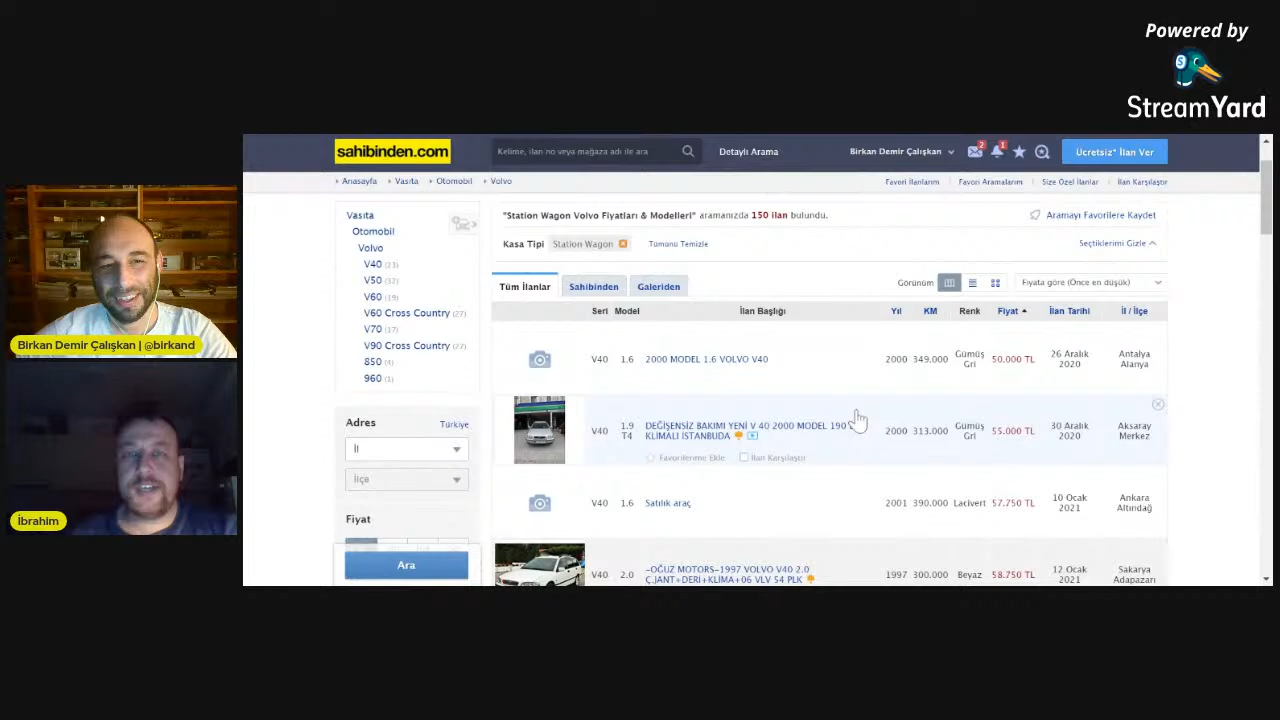 Powered by
StreamYard
sahibinden.com
Kelime, ilan no veya mağaza adı ile ara
Detaylı Arama
Birkan Demir Çalışkan
2
1
Ücretsiz* İlan Ver
Anasayfa
Vasıta
Otomobil
Volvo
Favori İlanlarım
Favori Aramalarım
Size Özel İlanlar
İlan Karşılaştır
Vasıta
Otomobil
Volvo
V40 (23)
V50 (32)
V60 (19)
V60 Cross Country (27)
V70 (17)
V90 Cross Country (27)
850 (4)
960 (1)
"Station Wagon Volvo Fiyatları & Modelleri" aramanızda 150 ilan bulundu.
Aramayı Favorilere Kaydet
Kasa Tipi
Station Wagon
Tümünü Temizle
Seçtiklerimi Gizle
Tüm İlanlar
Sahibinden
Galeriden
Görünüm
Fiyata göre (Önce en düşük)
Seri
Model
İlan Başlığı
Yıl
KM
Renk
Fiyat
İlan Tarihi
İl / İlçe
V40 1.6 2000 MODEL 1.6 VOLVO V40 2000 349.000 Gümüş Gri 50.000 TL 26 Aralık 2020 Antalya Alanya
V40 1.9 T4 DEĞİŞENSİZ BAKIMI YENİ V 40 2000 MODEL 190
KLİMALI İSTANBUDA
2000 313.000 Gümüş Gri 55.000 TL 30 Aralık 2020 Aksaray Merkez
Favorilerime Ekle
İlan Karşılaştır
V40 1.6 Satılık araç 2001 390.000 Lacivert 57.750 TL 10 Ocak 2021 Ankara Altındağ
V40 2.0 -OĞUZ MOTORS-1997 VOLVO V40 2.0
Ç.JANT+DERİ+KLİMA+06 VLV 54 PLK
1997 300.000 Beyaz 58.750 TL 12 Ocak 2021 Sakarya Adapazarı
Adres
Türkiye
İl
İlçe
Fiyat
Ara
Birkan Demir Çalışkan | @birkand
İbrahim